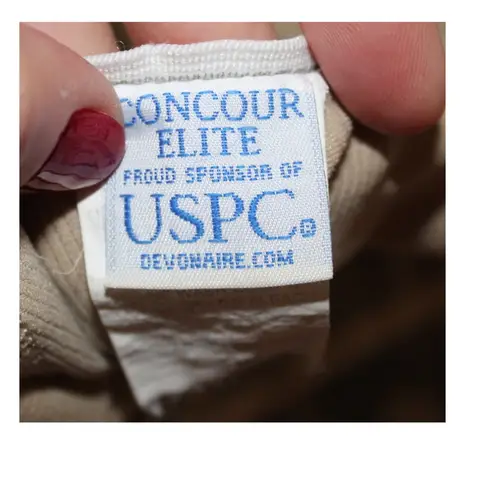 CONCOUR
ELITE
PROUD SPONSOR OF
USPC®
DEVONAIRE.COM